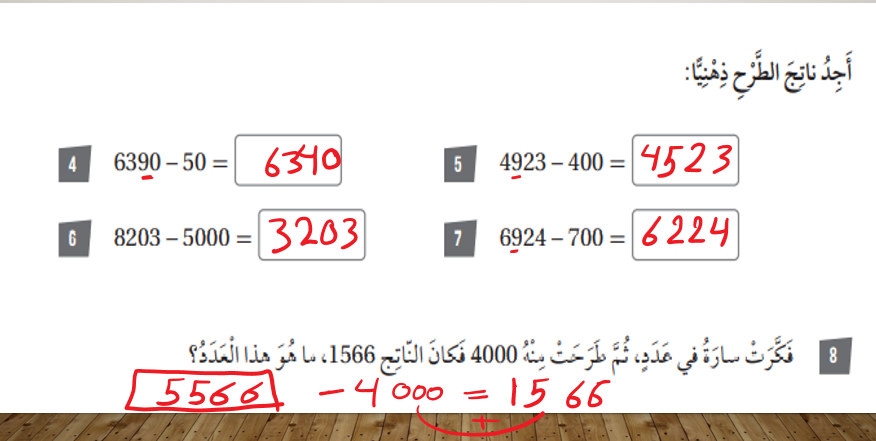 أَجِدُ ناتِجَ الطَّرْحِ ذِهْنِيًّا:
4 6390 – 50 = 6340
5 4923 – 400 = 4523
6 8203 – 5000 = 3203
7 6924 – 700 = 6224
8 فَكَّرَتْ سارَةُ في عَدَدٍ، ثُمَّ طَرَحَتْ مِنْهُ 4000 فَكانَ النّاتِج 1566، ما هُوَ هذا الْعَدَدُ؟
5566 – 4000 = 1566
+